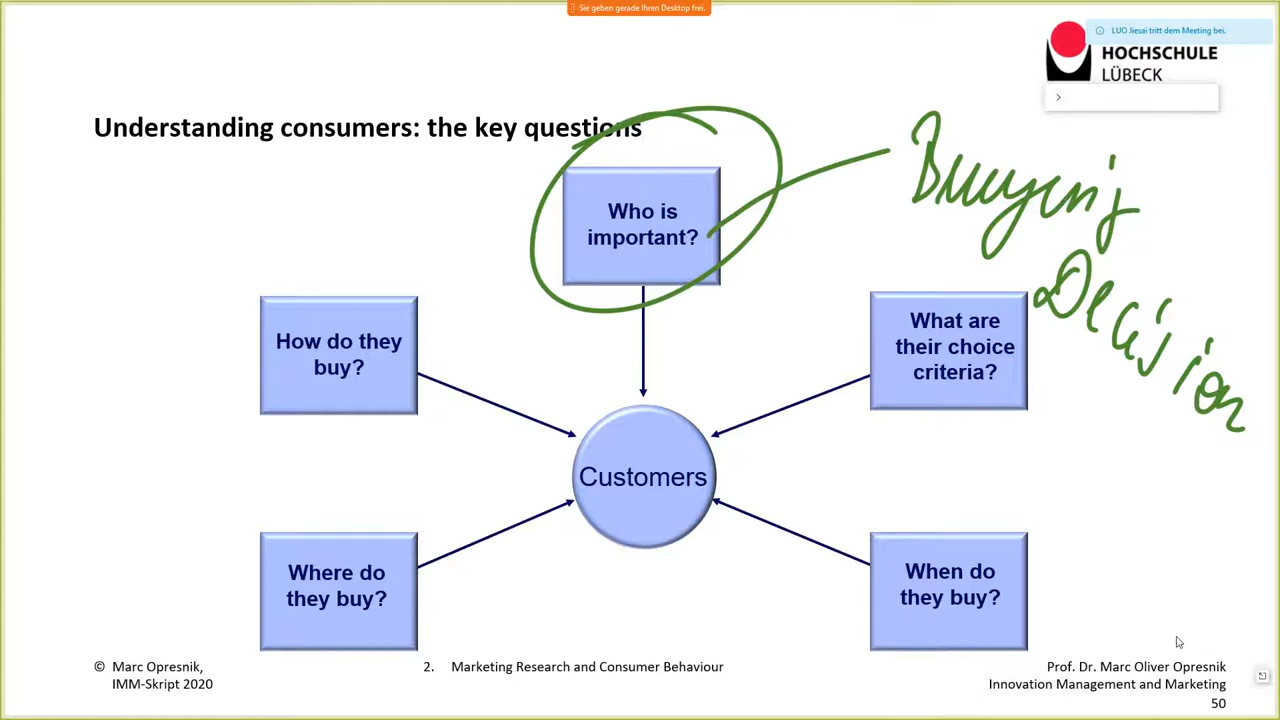 Sie geben gerade Ihren Desktop frei.
LUO Jiesai tritt dem Meeting bei.
HOCHSCHULE
LÜBECK
Understanding consumers: the key questions
Buying
Decision
Who is
important?
How do they
buy?
What are
their choice
criteria?
Customers
Where do
they buy?
When do
they buy?
© Marc Opresnik,
IMM-Skript 2020
2. Marketing Research and Consumer Behaviour
Prof. Dr. Marc Oliver Opresnik
Innovation Management and Marketing
50